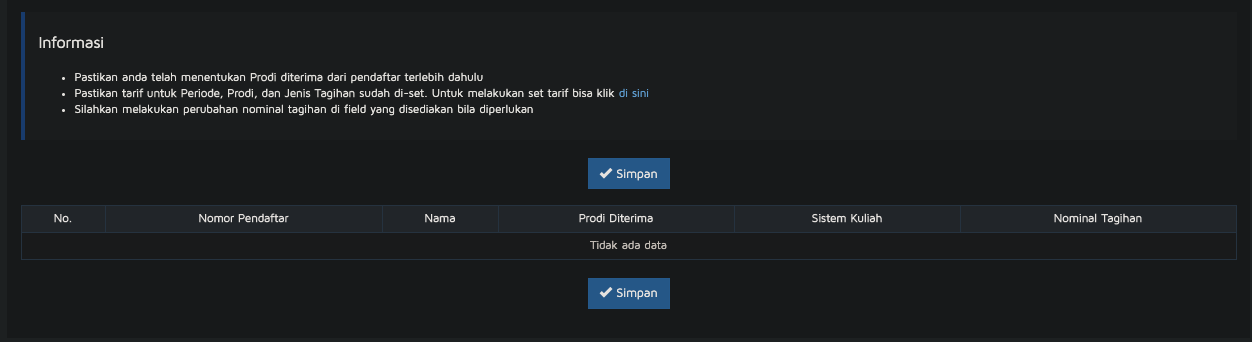 Informasi
• Pastikan anda telah menentukan Prodi diterima dari pendaftar terlebih dahulu
• Pastikan tarif untuk Periode, Prodi, dan Jenis Tagihan sudah di-set. Untuk melakukan set tarif bisa klik di sini
• Silahkan melakukan perubahan nominal tagihan di field yang disediakan bila diperlukan
Simpan
No. Nomor Pendaftar Nama Prodi Diterima Sistem Kuliah Nominal Tagihan
Tidak ada data
Simpan